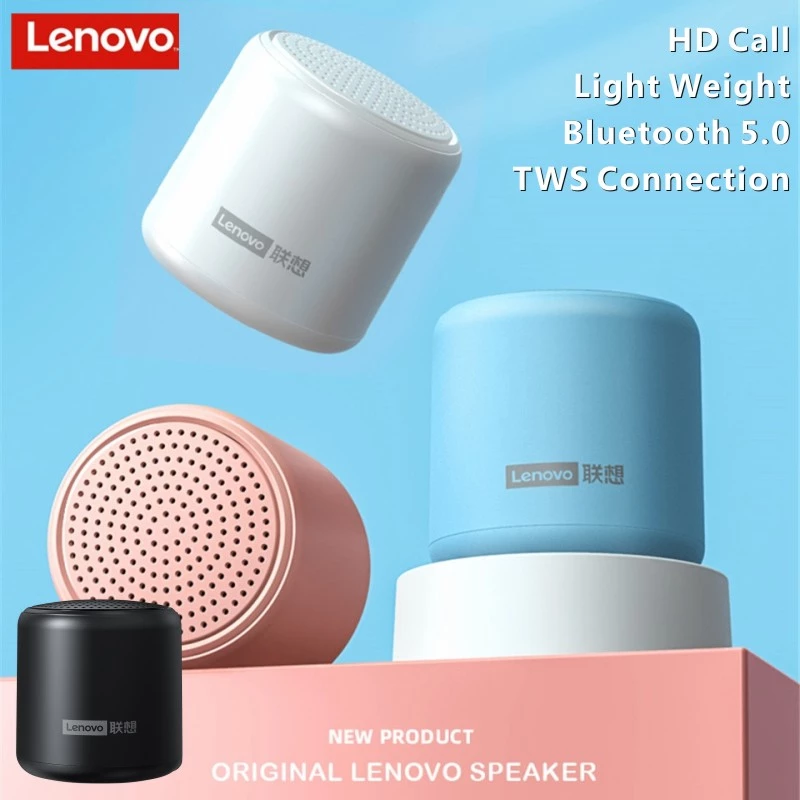 Lenovo
HD Call
Light Weight
Bluetooth 5.0
TWS Connection
Lenovo 联想
Lenovo 联想
Lenovo 联想
NEW PRODUCT
ORIGINAL LENOVO SPEAKER